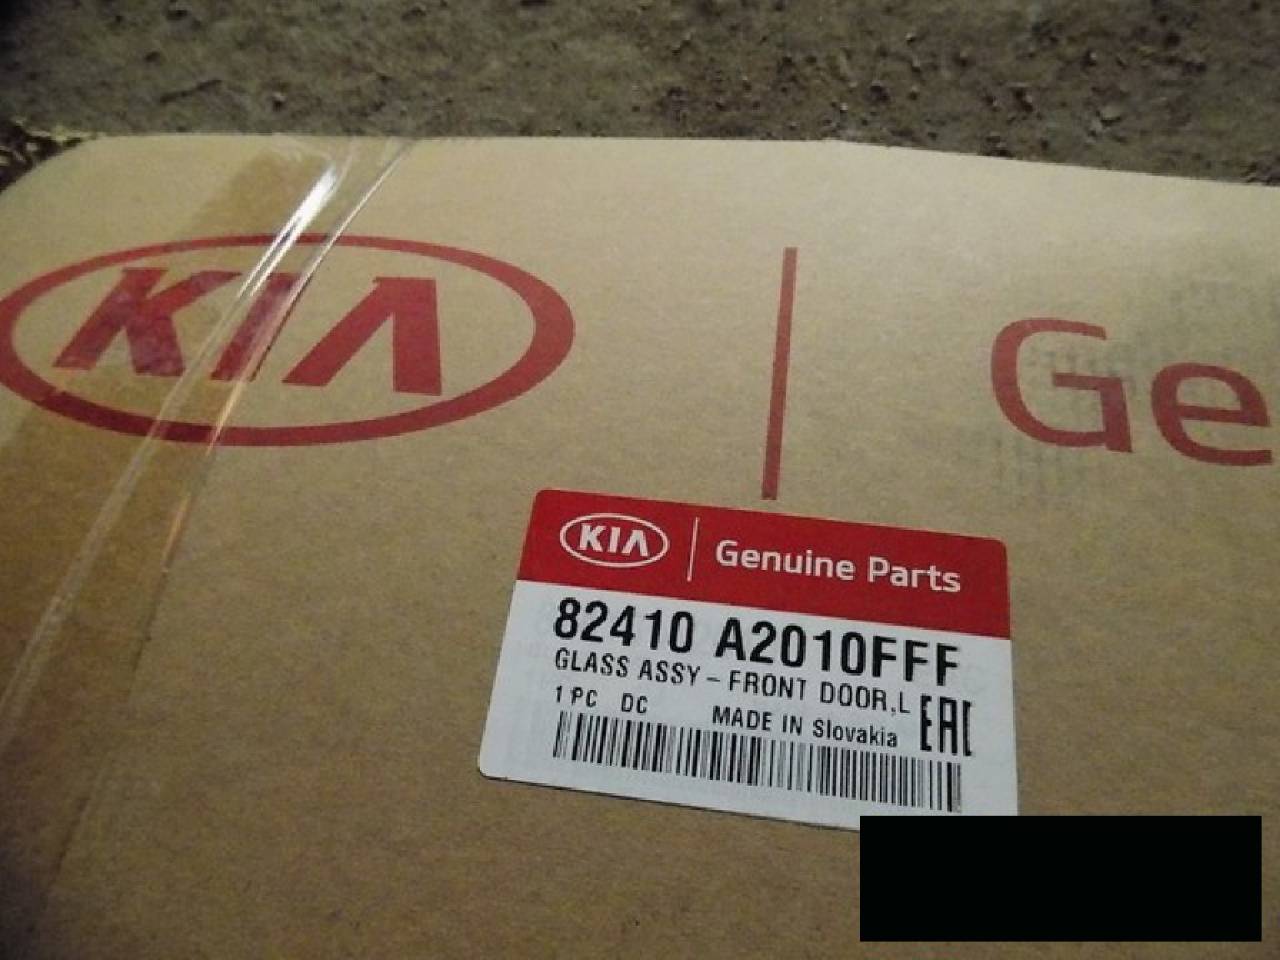 KIA Ge
KIA Genuine Parts
82410 A2010FFF
GLASS ASSY - FRONT DOOR,L
1 PC DC MADE IN Slovakia EAC